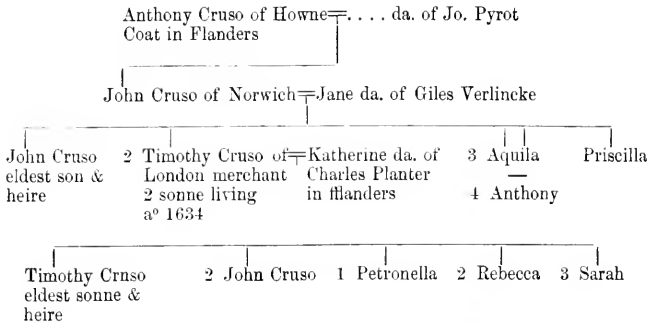 Anthony Cruso of Howne=. . . . da. of Jo. Pyrot
Coat in Flanders
John Cruso of Norwich=Jane da. of Giles Verlincke
John Cruso
eldest son &
heire
2 Timothy Cruso of=Katherine da. of
London merchant
2 sonne living
aº 1634
Charles Planter
in fflanders
3 Aquila
—
4 Anthony
Priscilla
Timothy Crnso
eldest sonne &
heire
2 John Cruso
1 Petronella
2 Rebecca
3 Sarah